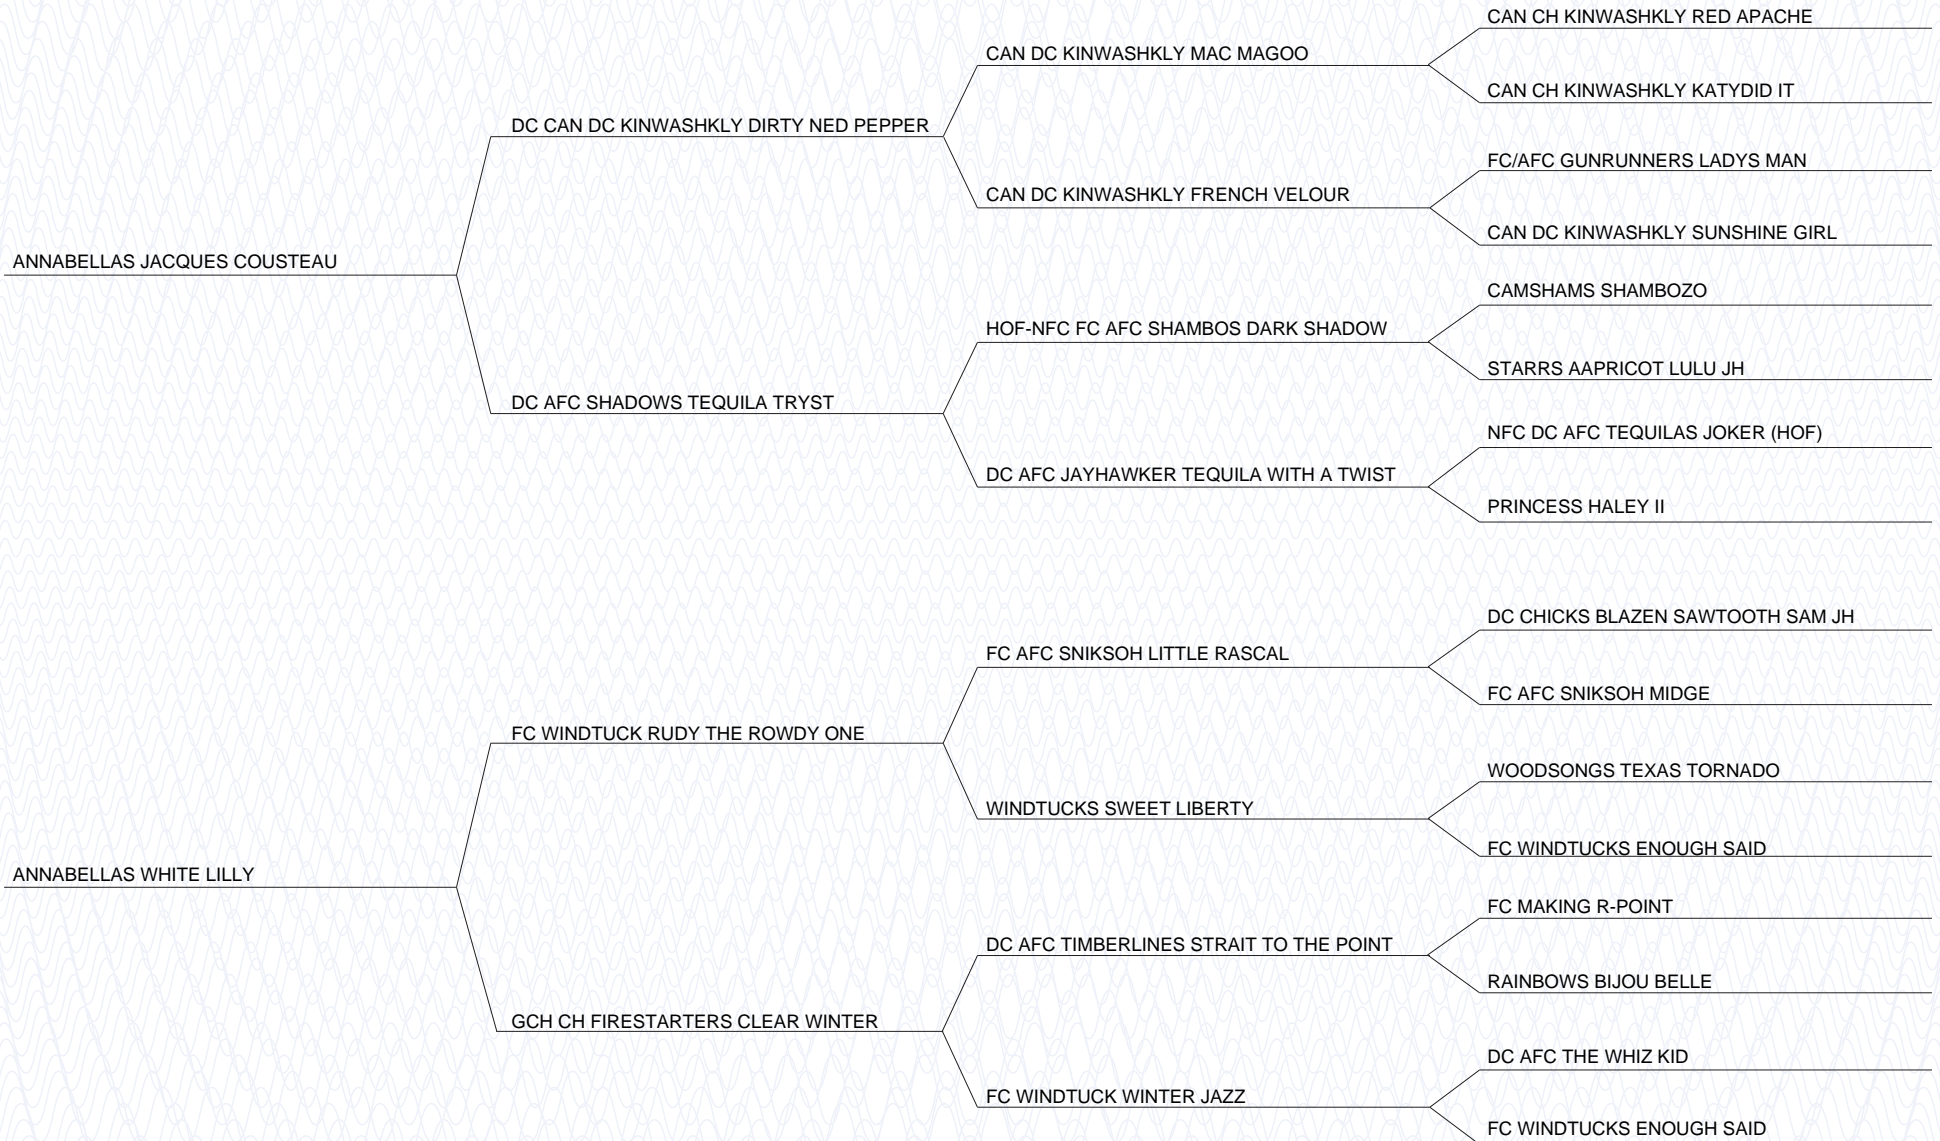 CAN CH KINWASHKLY RED APACHE
CAN DC KINWASHKLY MAC MAGOO
CAN CH KINWASHKLY KATYDID IT
DC CAN DC KINWASHKLY DIRTY NED PEPPER
FC/AFC GUNRUNNERS LADYS MAN
CAN DC KINWASHKLY FRENCH VELOUR
CAN DC KINWASHKLY SUNSHINE GIRL
ANNABELLAS JACQUES COUSTEAU
CAMSHAMS SHAMBOZO
HOF-NFC FC AFC SHAMBOS DARK SHADOW
STARRS AAPRICOT LULU JH
DC AFC SHADOWS TEQUILA TRYST
NFC DC AFC TEQUILAS JOKER (HOF)
DC AFC JAYHAWKER TEQUILA WITH A TWIST
PRINCESS HALEY II
DC CHICKS BLAZEN SAWTOOTH SAM JH
FC AFC SNIKSOH LITTLE RASCAL
FC AFC SNIKSOH MIDGE
FC WINDTUCK RUDY THE ROWDY ONE
WOODSONGS TEXAS TORNADO
WINDTUCKS SWEET LIBERTY
FC WINDTUCKS ENOUGH SAID
ANNABELLAS WHITE LILLY
FC MAKING R-POINT
DC AFC TIMBERLINES STRAIT TO THE POINT
RAINBOWS BIJOU BELLE
GCH CH FIRESTARTERS CLEAR WINTER
DC AFC THE WHIZ KID
FC WINDTUCK WINTER JAZZ
FC WINDTUCKS ENOUGH SAID